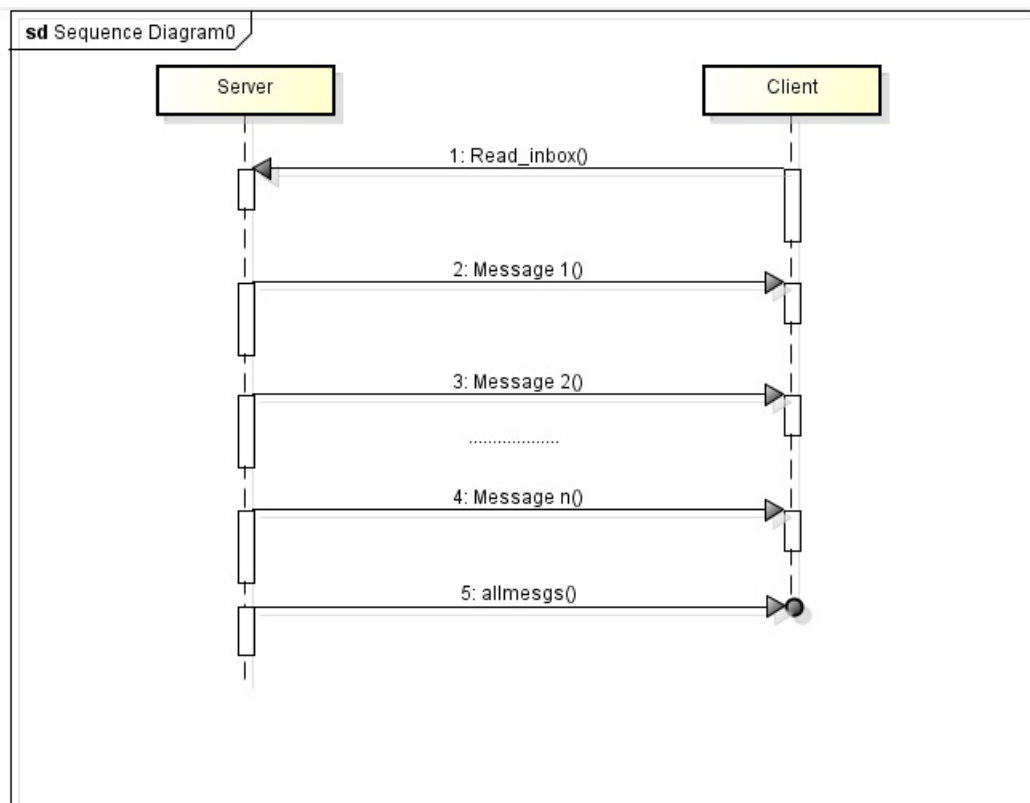 sd Sequence Diagram0
Server
Client
1: Read_inbox()
2: Message 1()
3: Message 2()
...................
4: Message n()
5: allmesgs()